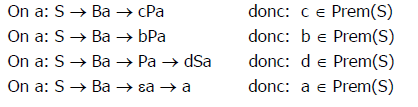 On a: S → Ba → cPa donc: c ∈ Prem(S)
On a: S → Ba → bPa donc: b ∈ Prem(S)
On a: S → Ba → Pa → dSa donc: d ∈ Prem(S)
On a: S → Ba → εa → a donc: a ∈ Prem(S)